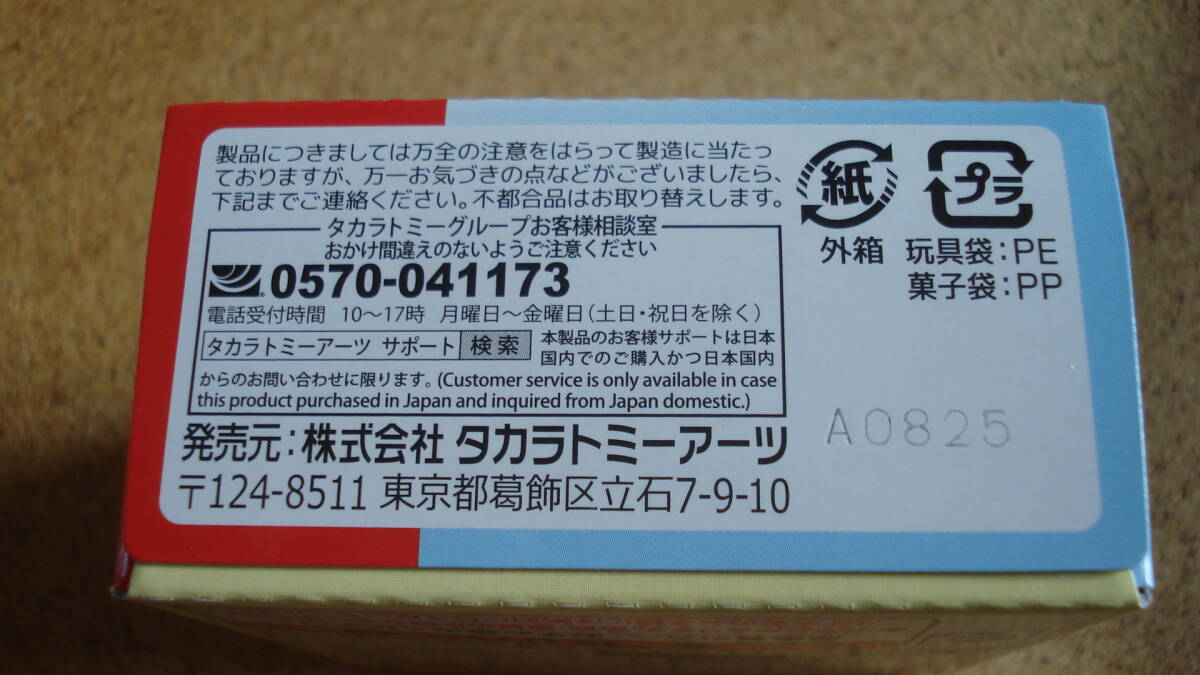 製品につきましては万全の注意をはらって製造に当たっ
ておりますが、万一お気づきの点などがございましたら、
下記までご連絡ください。不都合品はお取り替えします。
タカラトミーグループお客様相談室
おかけ間違えのないようご注意ください
0570-041173
電話受付時間 10～17時 月曜日～金曜日(土日・祝日を除く)
タカラトミーアーツ サポート 検索
本製品のお客様サポートは日本
国内でのご購入かつ日本国内
からのお問い合わせに限ります。(Customer service is only available in case
this product purchased in Japan and inquired from Japan domestic.)
発売元:株式会社 タカラトミーアーツ
〒124-8511 東京都葛飾区立石7-9-10
紙
外箱
プラ
玩具袋:PE
菓子袋:PP
A0825